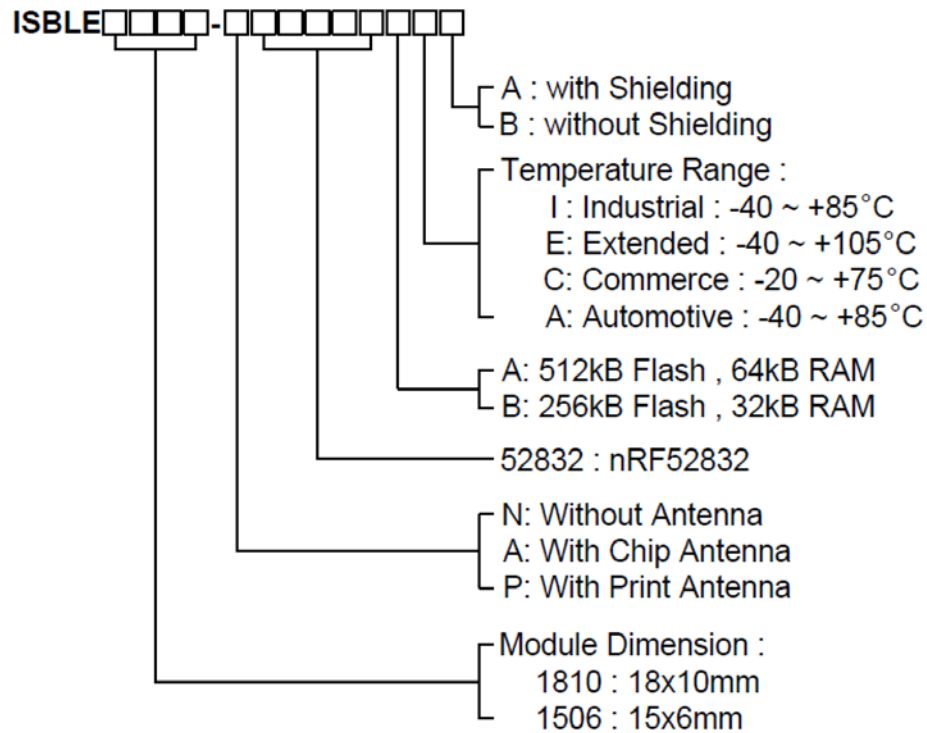 ISBLE□□□□-□□□□□□□□□
A : with Shielding
B : without Shielding
Temperature Range :
I : Industrial : -40 ~ +85°C
E: Extended : -40 ~ +105°C
C: Commerce : -20 ~ +75°C
A: Automotive : -40 ~ +85°C
A: 512kB Flash , 64kB RAM
B: 256kB Flash , 32kB RAM
52832 : nRF52832
N: Without Antenna
A: With Chip Antenna
P: With Print Antenna
Module Dimension :
1810 : 18x10mm
1506 : 15x6mm